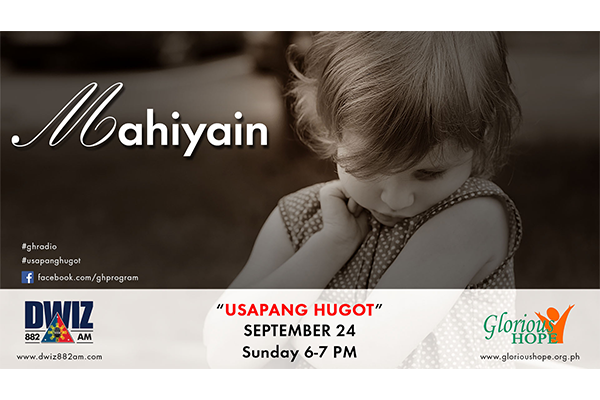 Mahiyain
#ghradio
#usapanghugot
facebook.com/ghprogram
DWIZ
882 AM
www.dwiz882am.com
“USAPANG HUGOT”
SEPTEMBER 24
Sunday 6-7 PM
Glorious
HOPE
www.glorioushope.org.ph